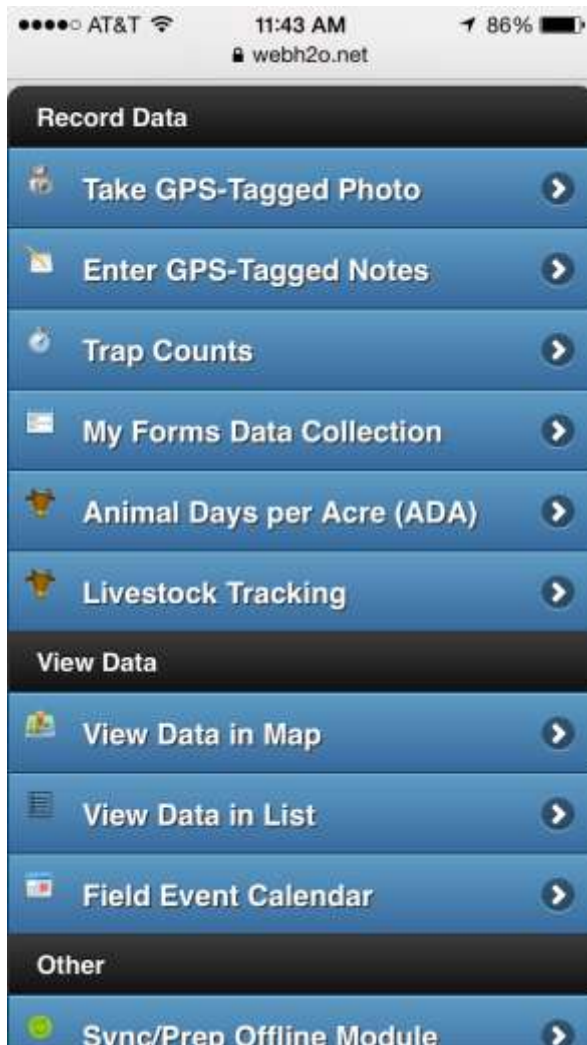 AT&T 11:43 AM 86%
webh2o.net
Record Data
Take GPS-Tagged Photo
Enter GPS-Tagged Notes
Trap Counts
My Forms Data Collection
Animal Days per Acre (ADA)
Livestock Tracking
View Data
View Data in Map
View Data in List
Field Event Calendar
Other
Sync/Prep Offline Module